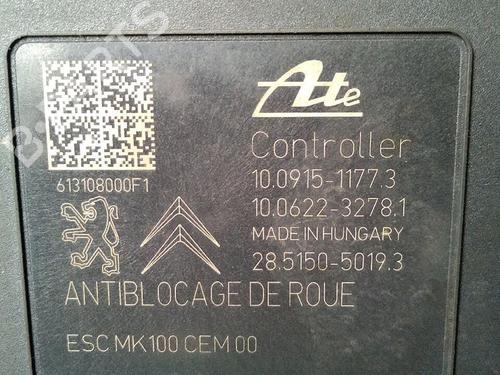 Ate
Controller
10.0915-1177.3
10.0622-3278.1
MADE IN HUNGARY
28.5150-5019.3
613108000F1
ANTIBLOCAGE DE ROUE
ESC MK100 CEM 00